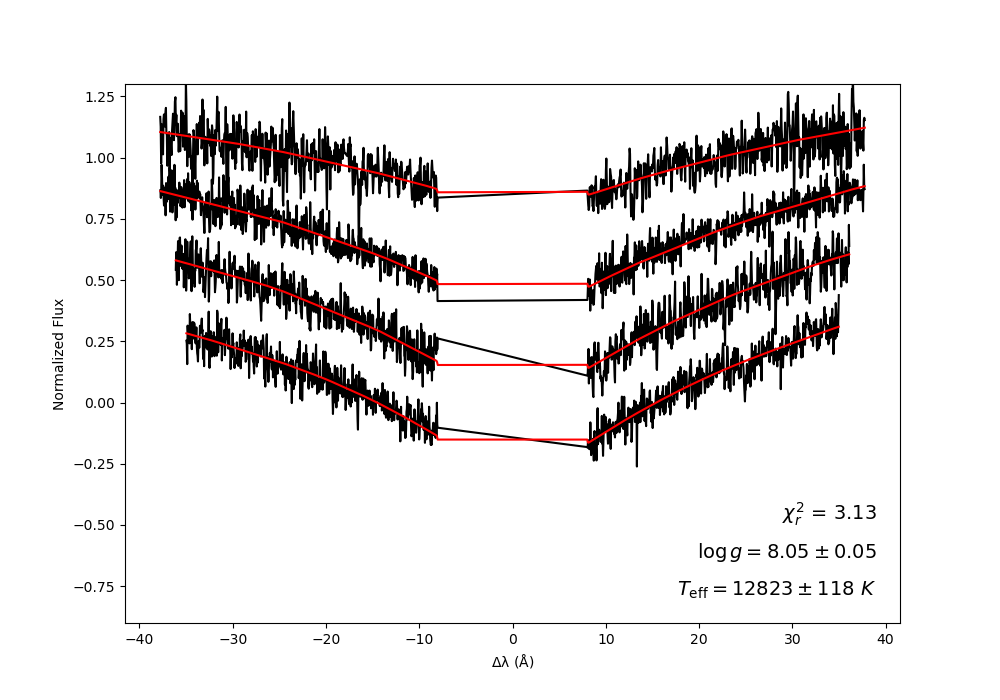 1.25
1.00
0.75
0.50
0.25
0.00
−0.25
−0.50
−0.75
Normalized Flux
χ²ᵣ = 3.13
log g = 8.05 ± 0.05
T_eff = 12823 ± 118 K
−40 −30 −20 −10 0 10 20 30 40
Δλ (Å)